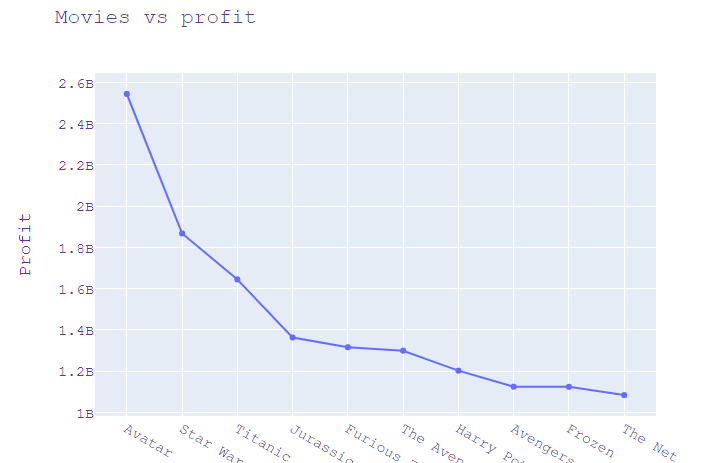 Movies vs profit
2.6B
2.4B
2.2B
2B
1.8B
1.6B
1.4B
1.2B
1B
Profit
Avatar
Star War
Titanic
Jurassic
Furious
The Aven
Harry Po
Avengers
Frozen
The Net